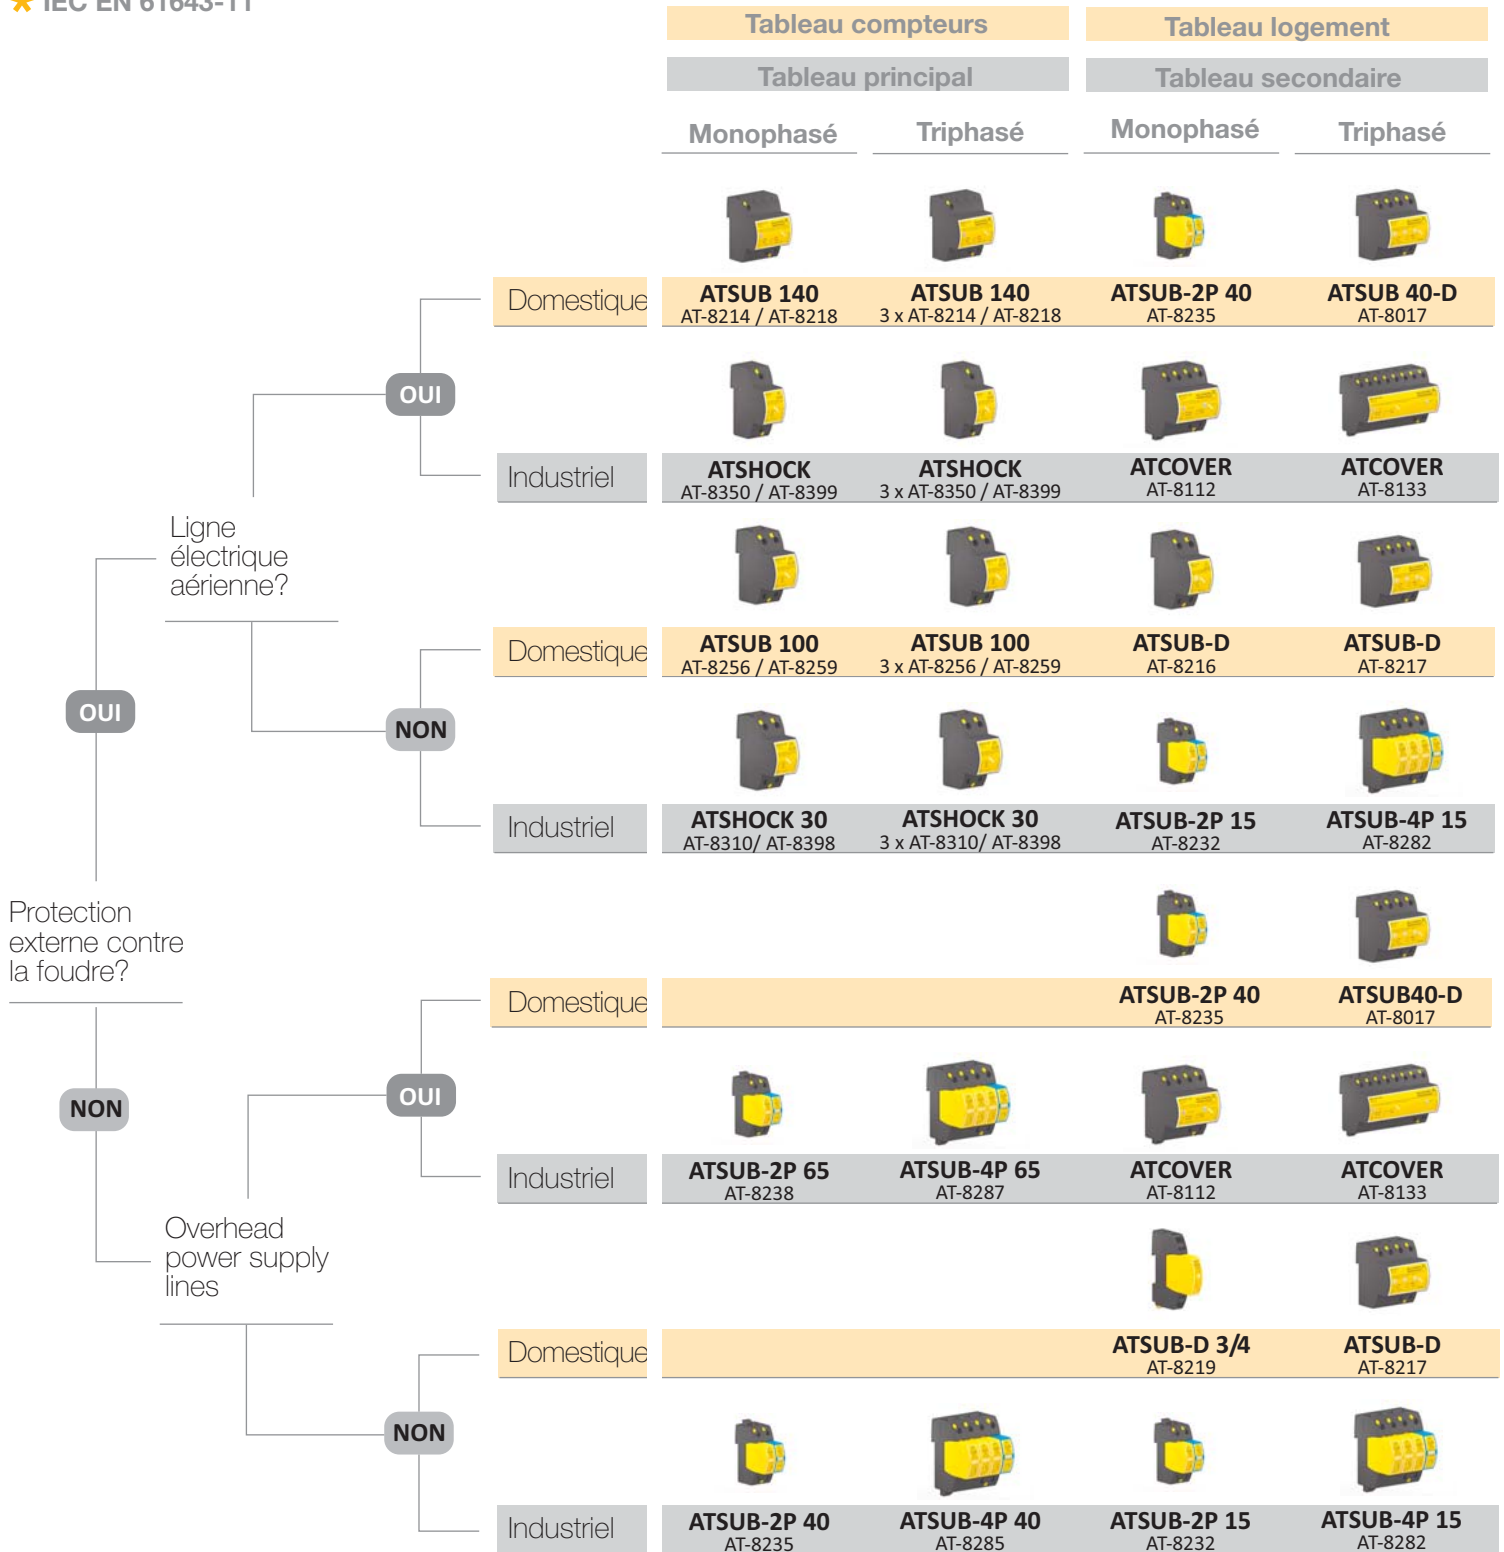 IEC EN 61643-11
Tableau compteurs
Tableau logement
Tableau principal
Tableau secondaire
Monophasé
Triphasé
Monophasé
Triphasé
Domestique
ATSUB 140
ATSUB 140
ATSUB-2P 40
ATSUB 40-D
AT-8214 / AT-8218
3 x AT-8214 / AT-8218
AT-8235
AT-8017
OUI
Industriel
ATSHOCK
ATSHOCK
ATCOVER
ATCOVER
AT-8350 / AT-8399
3 x AT-8350 / AT-8399
AT-8112
AT-8133
Ligne
électrique
aérienne?
Domestique
ATSUB 100
ATSUB 100
ATSUB-D
ATSUB-D
AT-8256 / AT-8259
3 x AT-8256 / AT-8259
AT-8216
AT-8217
OUI
NON
Industriel
ATSHOCK 30
ATSHOCK 30
ATSUB-2P 15
ATSUB-4P 15
AT-8310/ AT-8398
3 x AT-8310/ AT-8398
AT-8232
AT-8282
Protection
externe contre
la foudre?
Domestique
ATSUB-2P 40
ATSUB40-D
AT-8235
AT-8017
NON
OUI
Industriel
ATSUB-2P 65
ATSUB-4P 65
ATCOVER
ATCOVER
AT-8238
AT-8287
AT-8112
AT-8133
Overhead
power supply
lines
Domestique
ATSUB-D 3/4
ATSUB-D
AT-8219
AT-8217
NON
Industriel
ATSUB-2P 40
ATSUB-4P 40
ATSUB-2P 15
ATSUB-4P 15
AT-8235
AT-8285
AT-8232
AT-8282